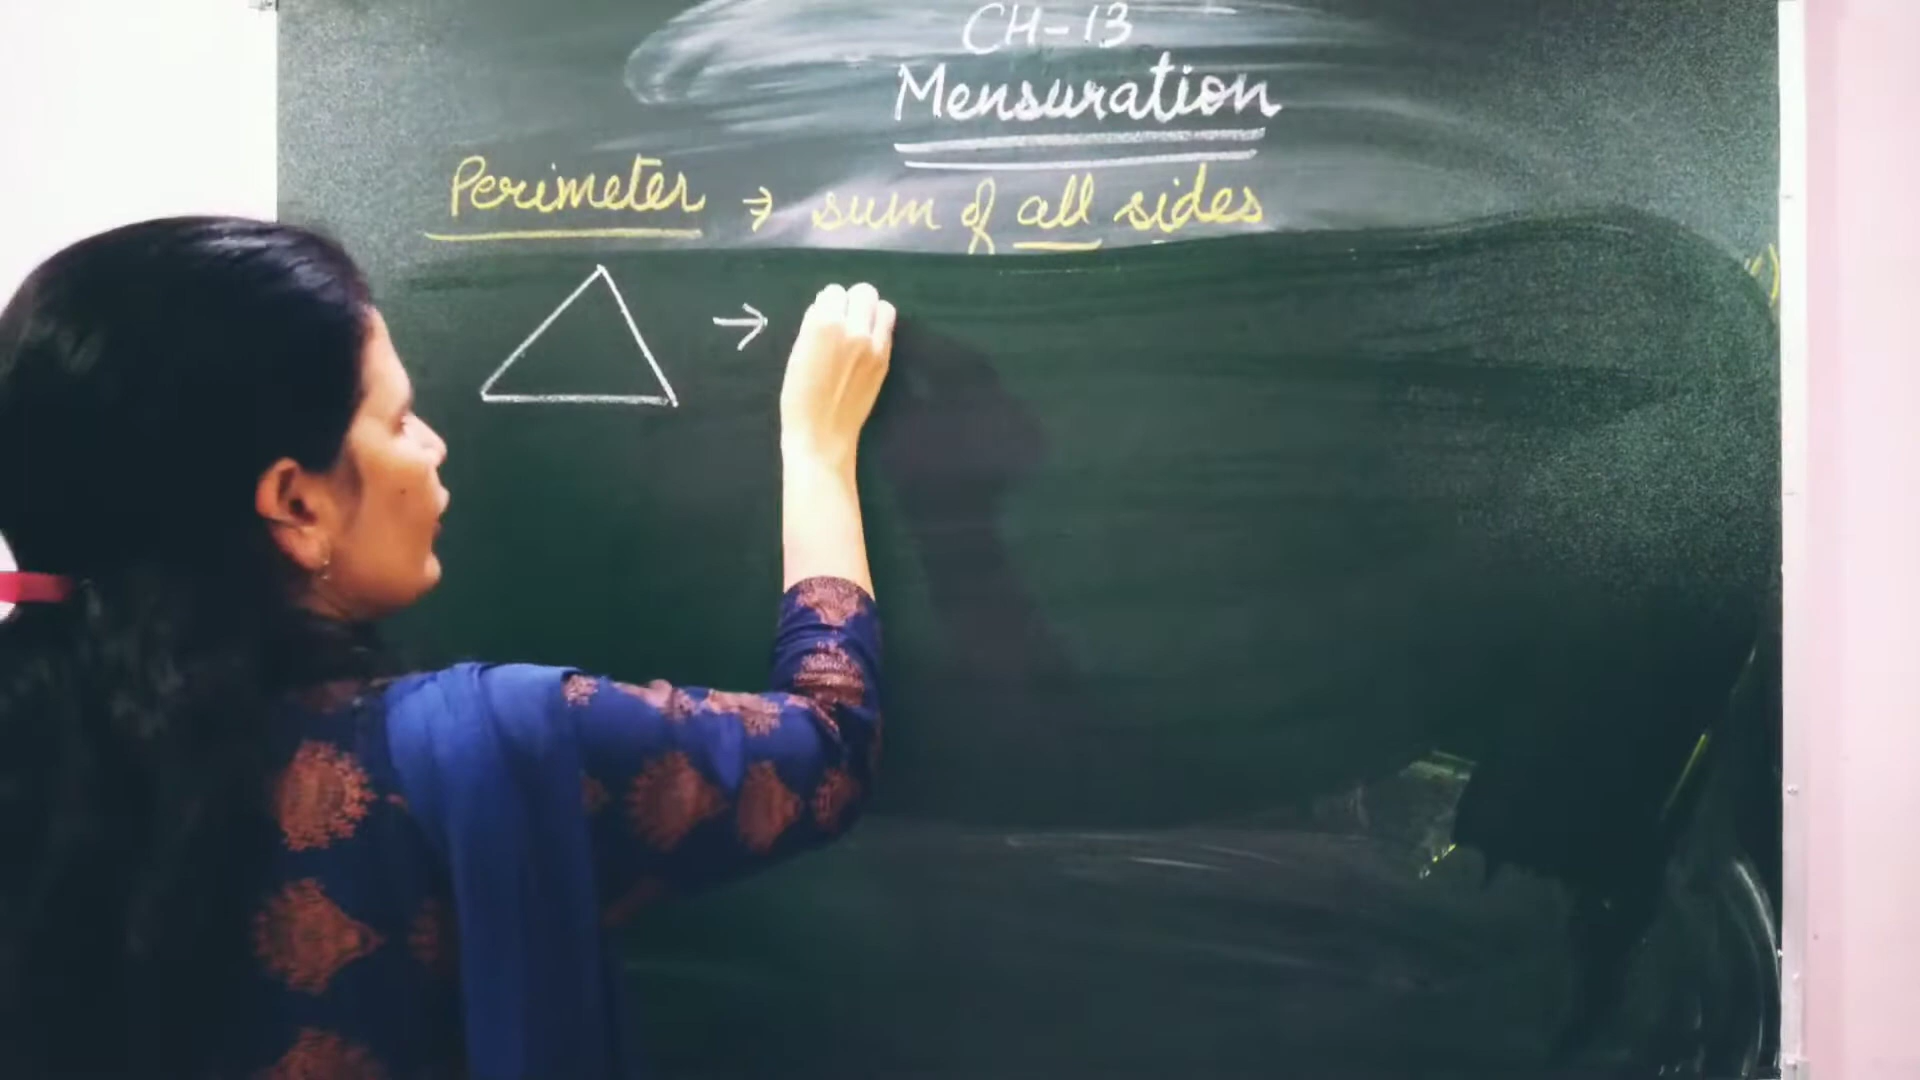 CH-13
Mensuration
Perimeter → sum of all sides
→